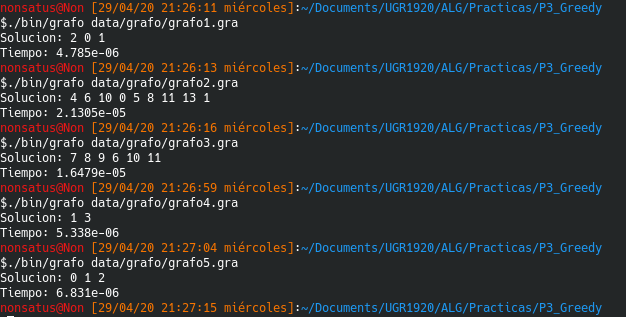 nonsatus@Non [29/04/20 21:26:11 miércoles]:~/Documents/UGR1920/ALG/Practicas/P3_Greedy
$./bin/grafo data/grafo/grafo1.gra
Solucion: 2 0 1
Tiempo: 4.785e-06
nonsatus@Non [29/04/20 21:26:13 miércoles]:~/Documents/UGR1920/ALG/Practicas/P3_Greedy
$./bin/grafo data/grafo/grafo2.gra
Solucion: 4 6 10 0 5 8 11 13 1
Tiempo: 2.1305e-05
nonsatus@Non [29/04/20 21:26:16 miércoles]:~/Documents/UGR1920/ALG/Practicas/P3_Greedy
$./bin/grafo data/grafo/grafo3.gra
Solucion: 7 8 9 6 10 11
Tiempo: 1.6479e-05
nonsatus@Non [29/04/20 21:26:59 miércoles]:~/Documents/UGR1920/ALG/Practicas/P3_Greedy
$./bin/grafo data/grafo/grafo4.gra
Solucion: 1 3
Tiempo: 5.338e-06
nonsatus@Non [29/04/20 21:27:04 miércoles]:~/Documents/UGR1920/ALG/Practicas/P3_Greedy
$./bin/grafo data/grafo/grafo5.gra
Solucion: 0 1 2
Tiempo: 6.831e-06
nonsatus@Non [29/04/20 21:27:15 miércoles]:~/Documents/UGR1920/ALG/Practicas/P3_Greedy